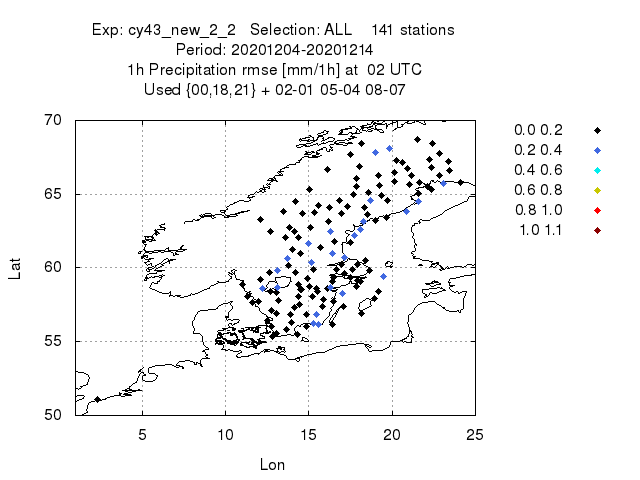 Exp: cy43_new_2_2   Selection: ALL    141 stations
Period: 20201204-20201214
1h Precipitation rmse [mm/1h] at  02 UTC
Used {00,18,21} + 02-01 05-04 08-07
70
65
60
55
50
Lat
5
10
15
20
25
Lon
0.0 0.2
0.2 0.4
0.4 0.6
0.6 0.8
0.8 1.0
1.0 1.1